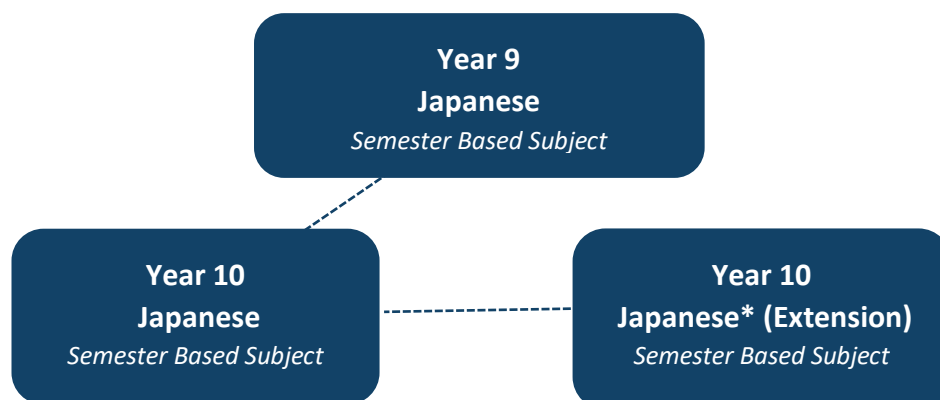 Year 9
Japanese
Semester Based Subject
Year 10
Japanese
Semester Based Subject
Year 10
Japanese* (Extension)
Semester Based Subject